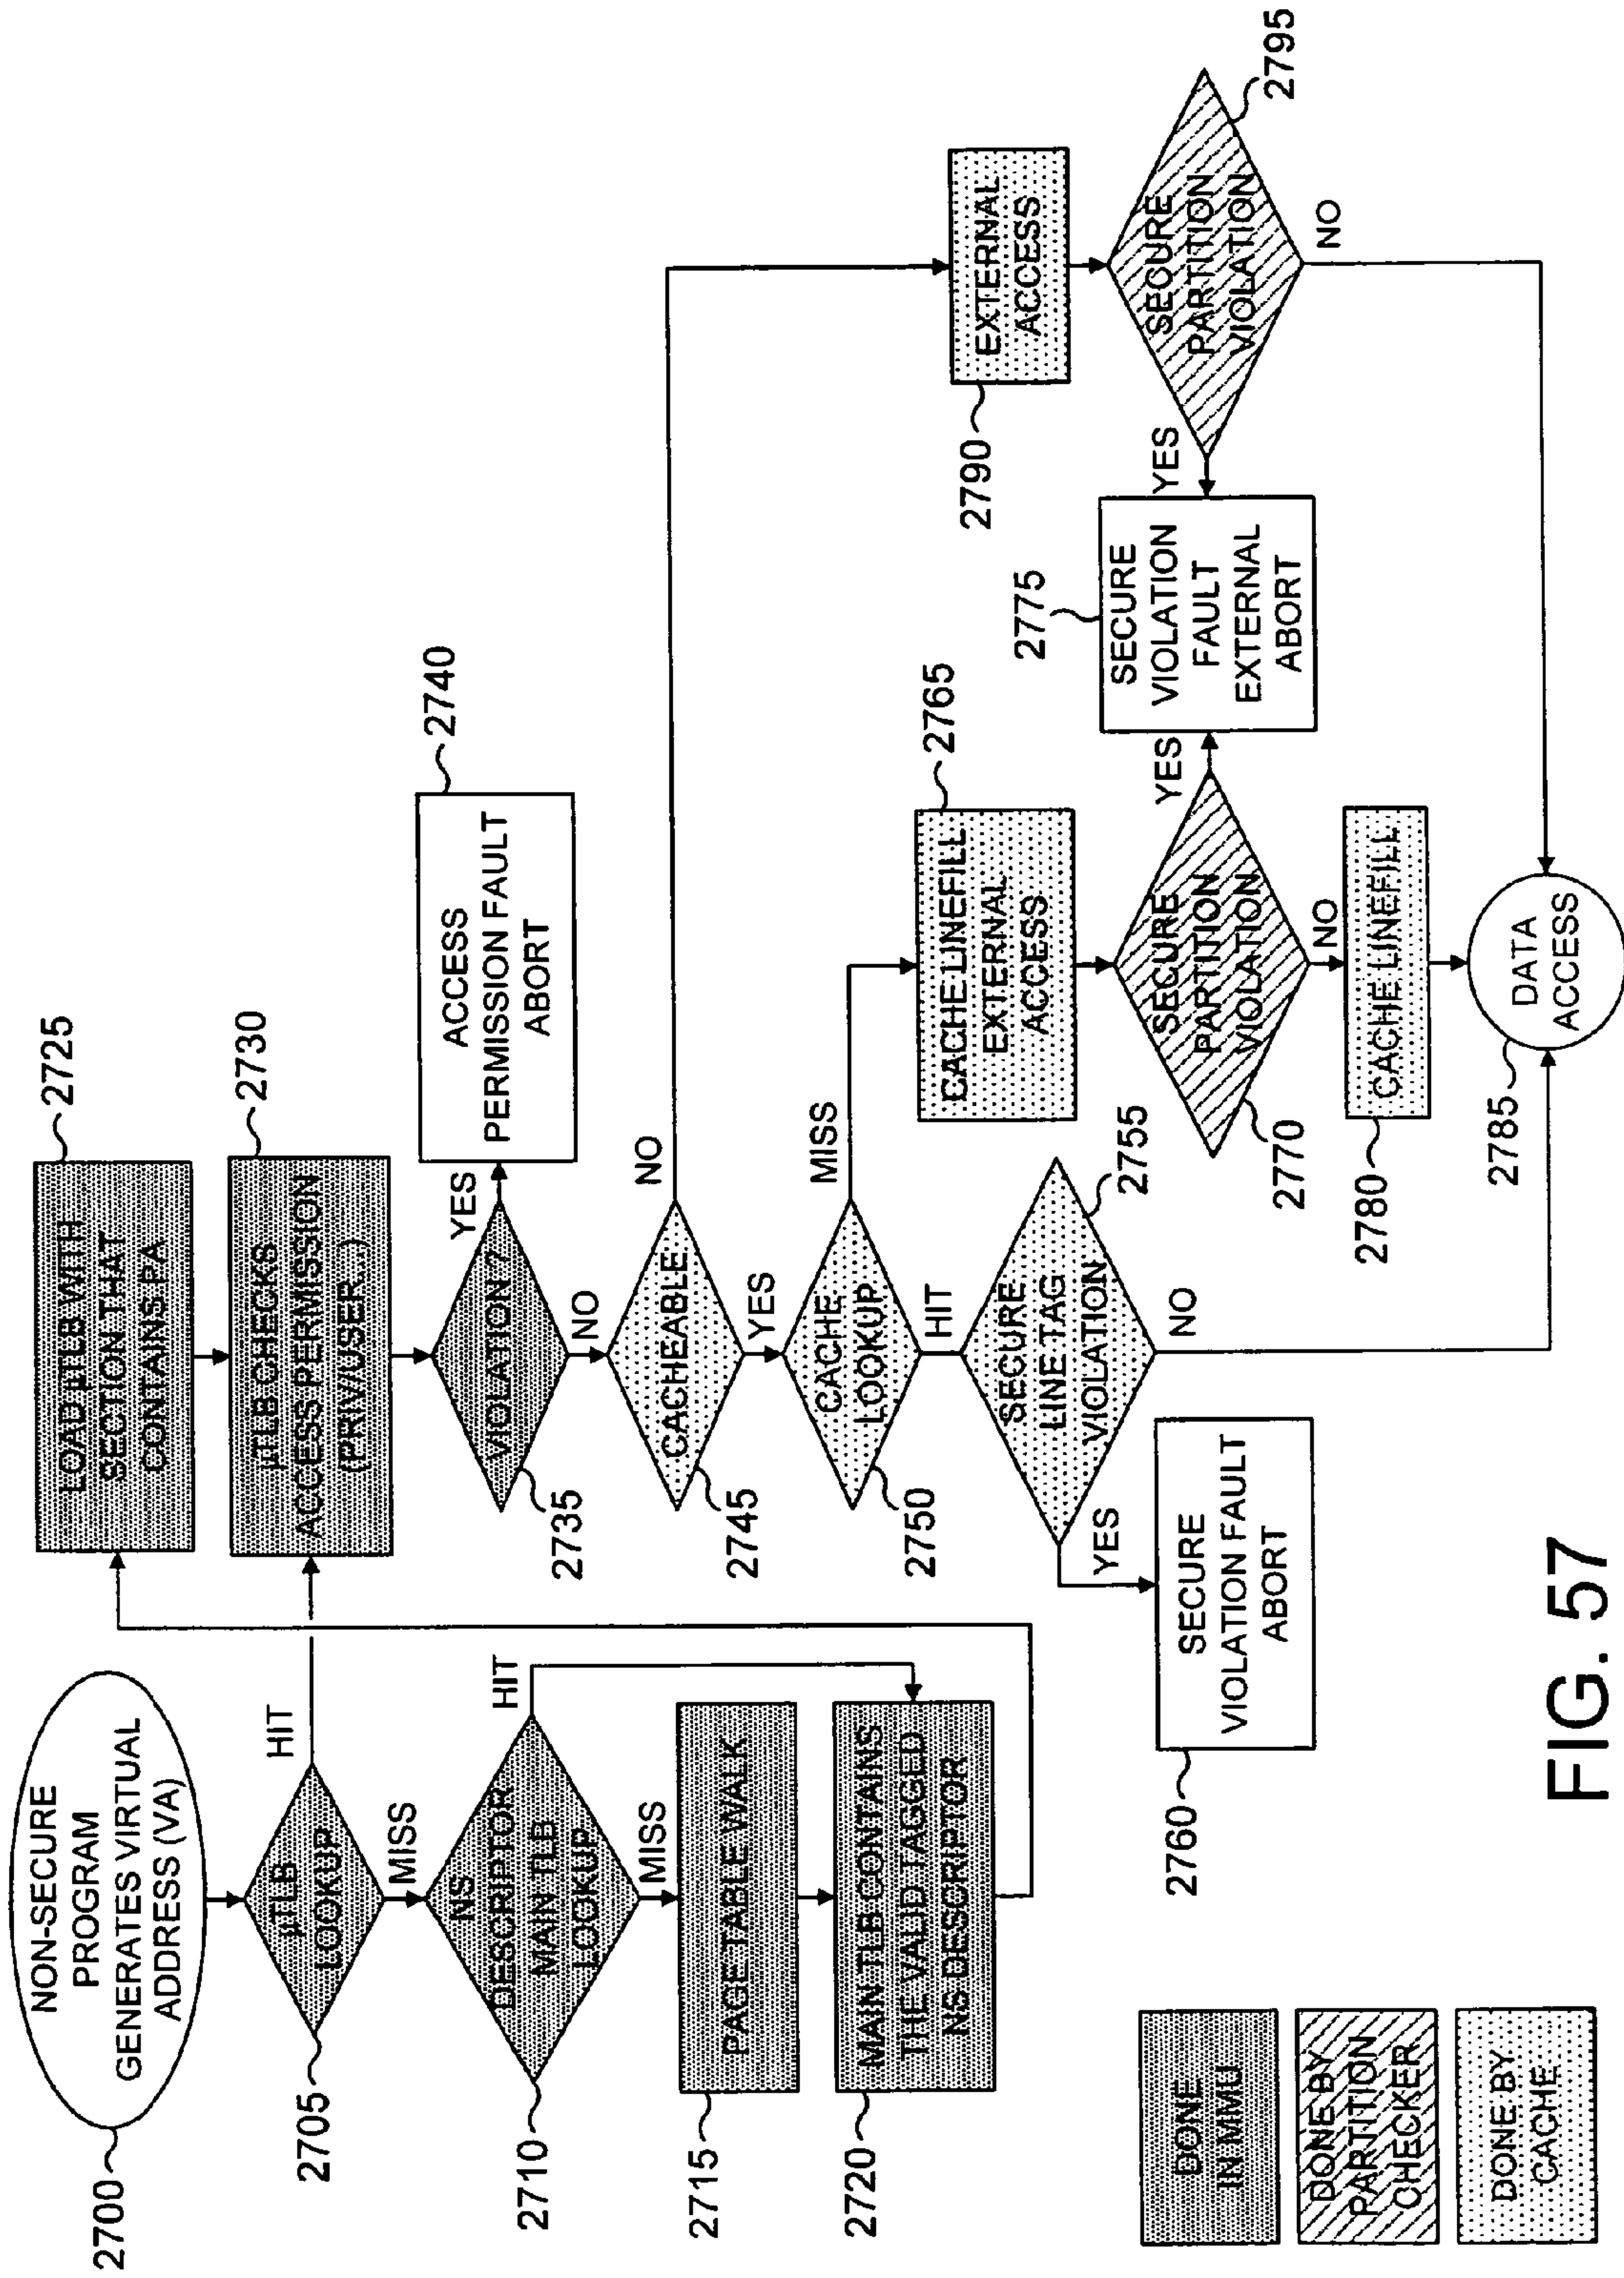 NON-SECURE
PROGRAM
GENERATES VIRTUAL
ADDRESS (VA)
2700
µTLB
LOOKUP
2705
HIT
MISS
NS
DESCRIPTOR
MAIN TLB
LOOKUP
2710
HIT
MISS
PAGETABLE WALK
2715
MAIN TLB CONTAINS
THE VALID TAGGED
NS DESCRIPTOR
2720
LOAD µTLB WITH
SECTION THAT
CONTAINS PA
2725
µTLB CHECKS
ACCESS PERMISSION
(PRIV/USER...)
2730
VIOLATION ?
2735
YES
NO
ACCESS
PERMISSION FAULT
ABORT
2740
CACHEABLE
2745
NO
YES
CACHE
LOOKUP
2750
MISS
HIT
SECURE
LINE TAG
VIOLATION
2755
YES
NO
SECURE
VIOLATION FAULT
ABORT
2760
CACHE LINEFILL
EXTERNAL
ACCESS
2765
SECURE
PARTITION
VIOLATION
2770
YES
NO
SECURE
VIOLATION
FAULT
EXTERNAL
ABORT
2775
CACHE LINEFILL
2780
DATA
ACCESS
2785
EXTERNAL
ACCESS
2790
SECURE
PARTITION
VIOLATION
2795
YES
NO
DONE
IN MMU
DONE BY
PARTITION
CHECKER
DONE BY
CACHE
FIG. 57